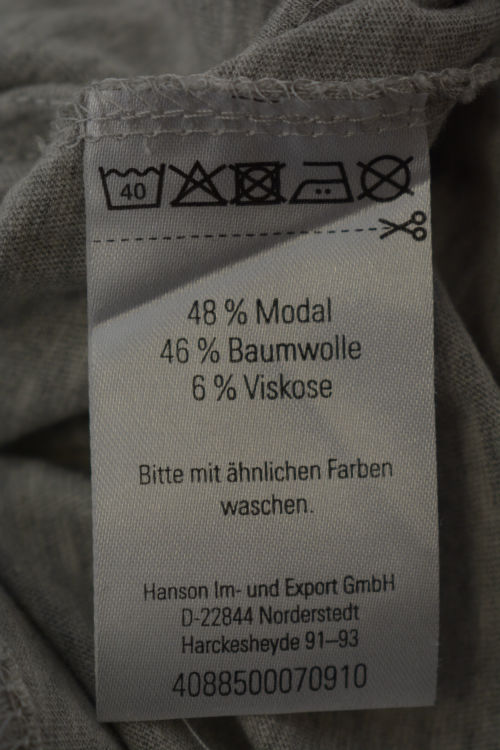 40
48 % Modal
46 % Baumwolle
6 % Viskose
Bitte mit ähnlichen Farben
waschen.
Hanson Im- und Export GmbH
D-22844 Norderstedt
Harckesheyde 91–93
4088500070910